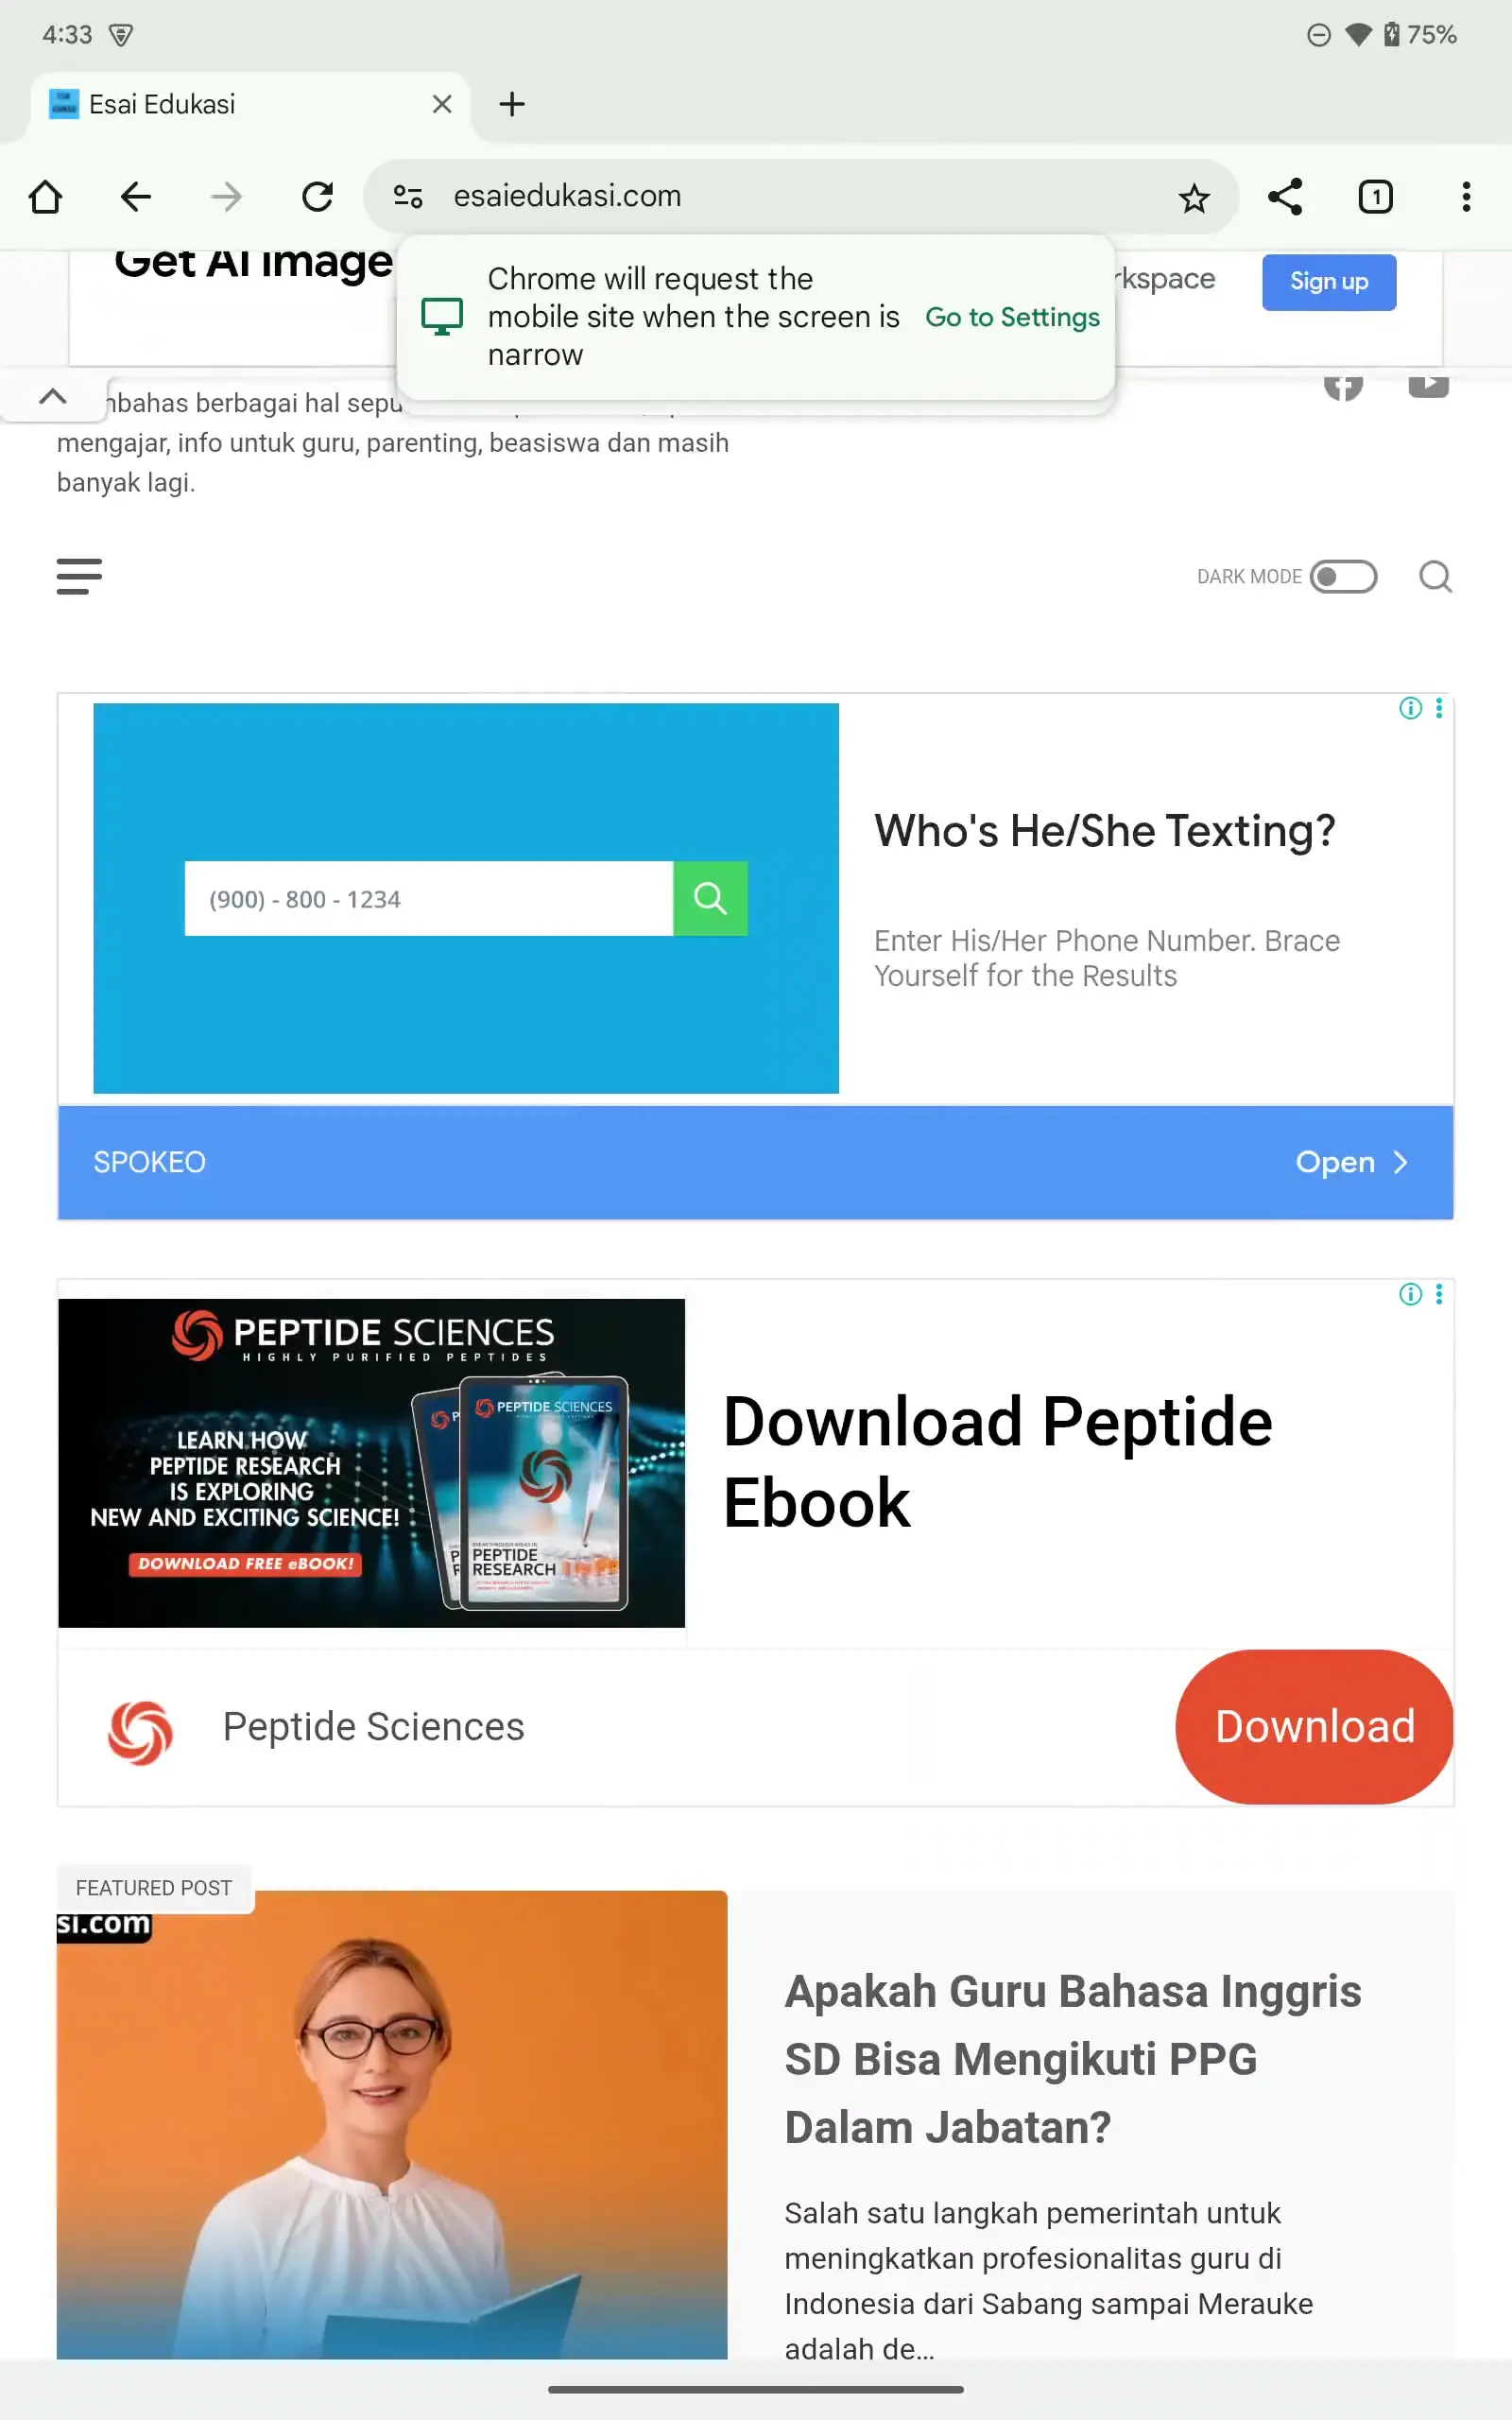 4:33
75%
Esai Edukasi
esaiedukasi.com
1
Get AI image
kspace
Sign up
Chrome will request the
mobile site when the screen is
narrow
Go to Settings
bahas berbagai hal sepu
mengajar, info untuk guru, parenting, beasiswa dan masih
banyak lagi.
DARK MODE
(900) - 800 - 1234
Who's He/She Texting?
Enter His/Her Phone Number. Brace
Yourself for the Results
SPOKEO
Open
PEPTIDE SCIENCES
HIGHLY PURIFIED PEPTIDES
LEARN HOW
PEPTIDE RESEARCH
IS EXPLORING
NEW AND EXCITING SCIENCE!
DOWNLOAD FREE eBOOK!
PEPTIDE SCIENCES
PEPTIDE
RESEARCH
Download Peptide
Ebook
Peptide Sciences
Download
FEATURED POST
si.com
Apakah Guru Bahasa Inggris
SD Bisa Mengikuti PPG
Dalam Jabatan?
Salah satu langkah pemerintah untuk
meningkatkan profesionalitas guru di
Indonesia dari Sabang sampai Merauke
adalah de...